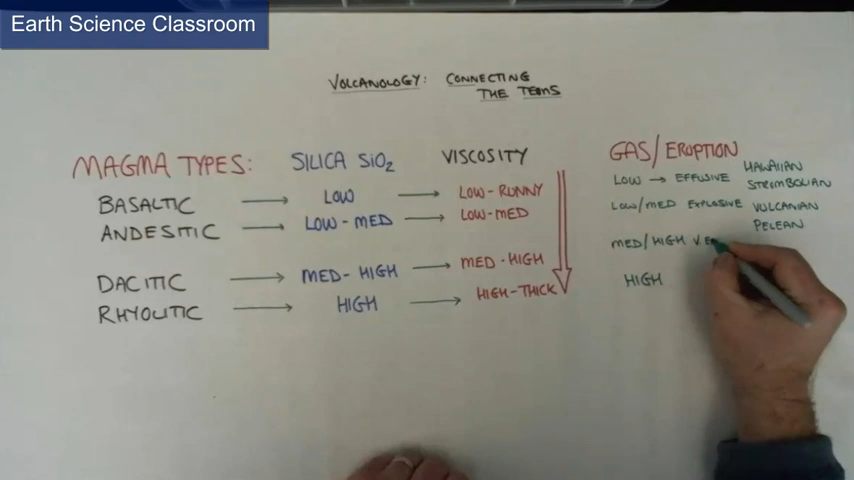 Earth Science Classroom
VOLCANOLOGY: CONNECTING
THE TERMS
MAGMA TYPES: SILICA SiO2 VISCOSITY GAS/ERUPTION
BASALTIC → LOW → LOW-RUNNY LOW → EFFUSIVE HAWAIIAN
STROMBOLIAN
ANDESITIC → LOW-MED → LOW-MED LOW/MED EXPLOSIVE VULCANIAN
PELEAN
DACITIC → MED-HIGH → MED-HIGH MED/HIGH V.E
RHYOLITIC → HIGH → HIGH-THICK HIGH